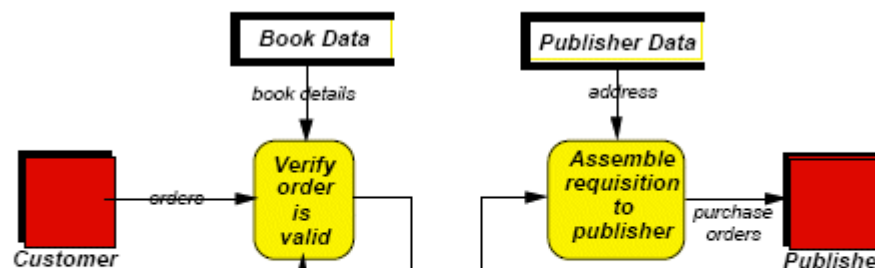 Book Data
Publisher Data
book details
address
Verify
order
is
valid
Assemble
requisition
to
publisher
orders
purchase
orders
Customer
Publishe